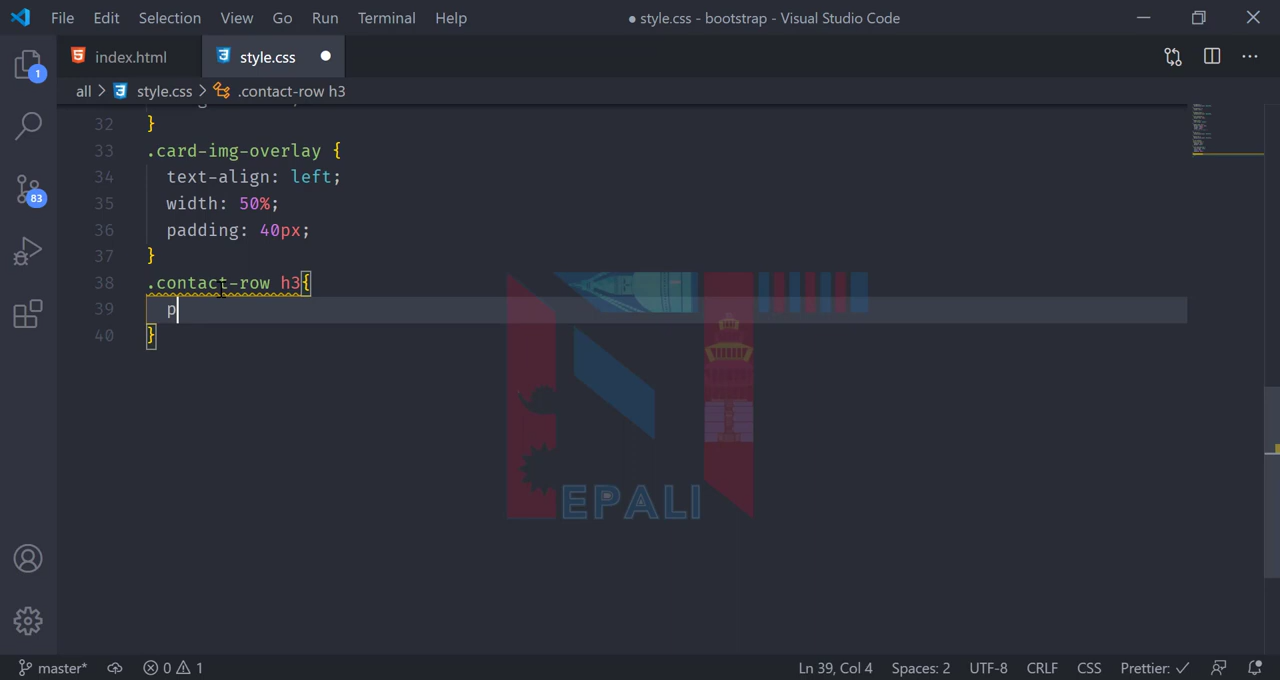 File Edit Selection View Go Run Terminal Help ● style.css - bootstrap - Visual Studio Code
1 index.html style.css
all > style.css > .contact-row h3
32 }
33 .card-img-overlay {
34 text-align: left;
35 width: 50%;
36 padding: 40px;
37 }
38 .contact-row h3{
39 p
40 }
83
EPALI
master* 0 1 Ln 39, Col 4 Spaces: 2 UTF-8 CRLF CSS Prettier: ✓